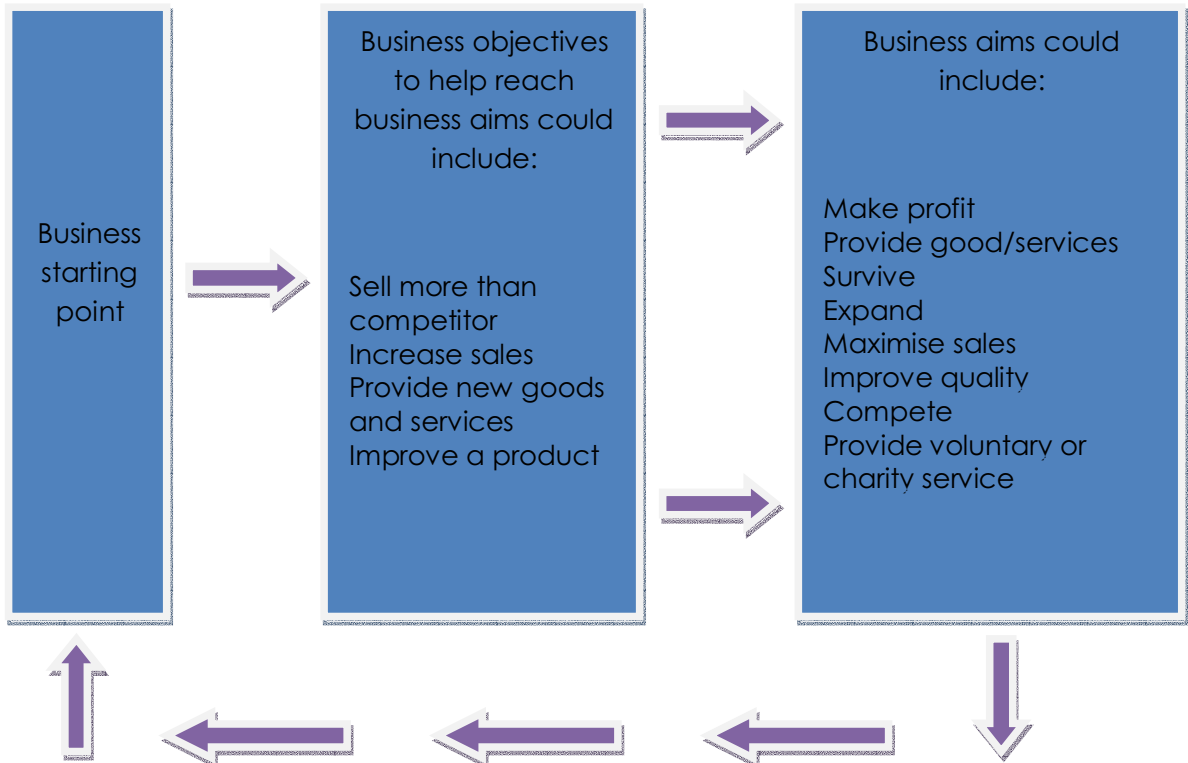 Business
starting
point
Business objectives
to help reach
business aims could
include:
Sell more than
competitor
Increase sales
Provide new goods
and services
Improve a product
Business aims could
include:
Make profit
Provide good/services
Survive
Expand
Maximise sales
Improve quality
Compete
Provide voluntary or
charity service